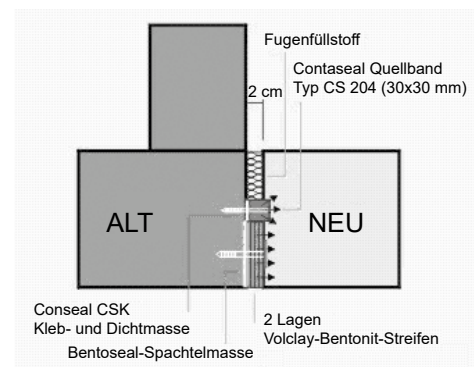 Fugenfüllstoff
Contaseal Quellband
Typ CS 204 (30x30 mm)
2 cm
ALT
NEU
Conseal CSK
Kleb- und Dichtmasse
2 Lagen
Volclay-Bentonit-Streifen
Bentoseal-Spachtelmasse